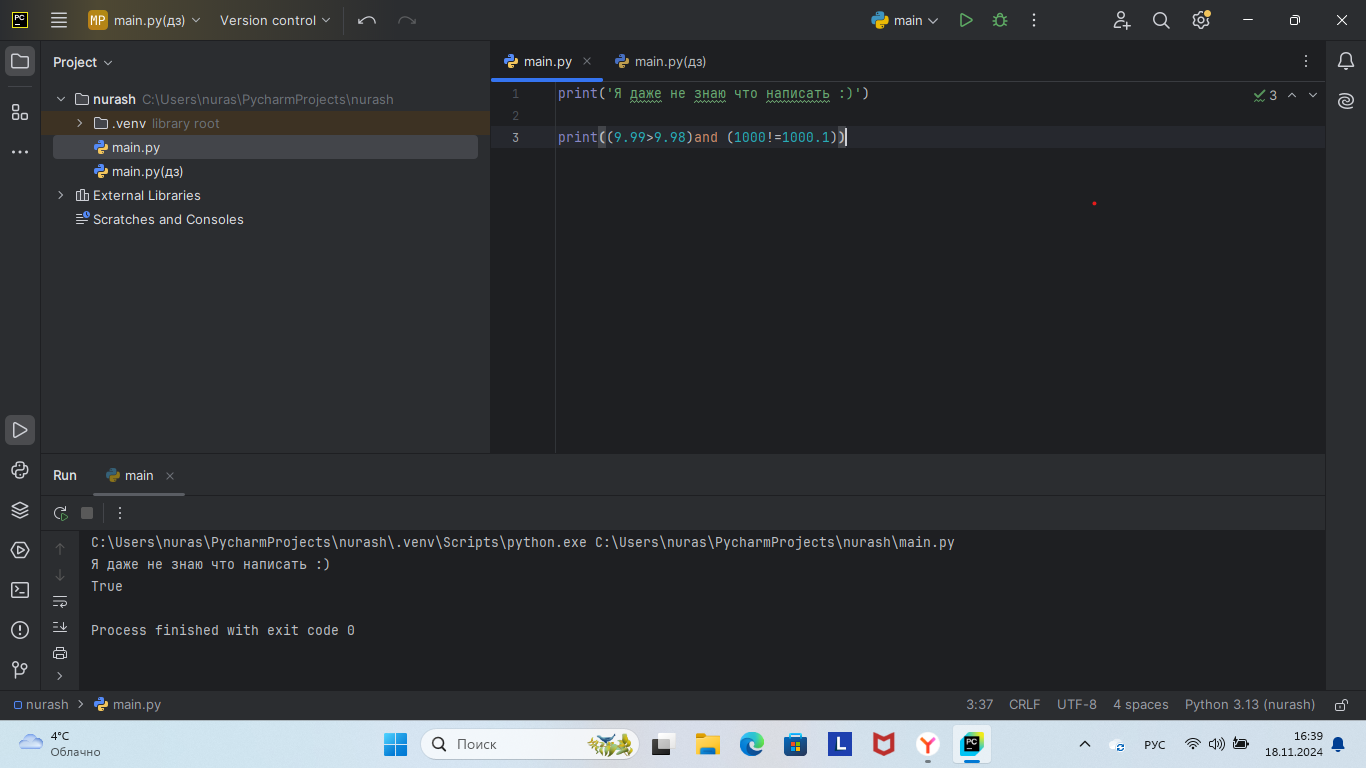 PC
MP main.py(дз)
Version control
main
Project
nurash C:\Users\nuras\PycharmProjects\nurash
.venv library root
main.py
main.py(дз)
External Libraries
Scratches and Consoles
main.py
main.py(дз)
1 print('Я даже не знаю что написать :)')
3
2
3 print((9.99>9.98)and (1000!=1000.1))
Run
main
C:\Users\nuras\PycharmProjects\nurash\.venv\Scripts\python.exe C:\Users\nuras\PycharmProjects\nurash\main.py
Я даже не знаю что написать :)
True
Process finished with exit code 0
nurash
main.py
3:37 CRLF UTF-8 4 spaces Python 3.13 (nurash)
4°C
Облачно
Поиск
L
Y
PC
РУС
16:39
18.11.2024